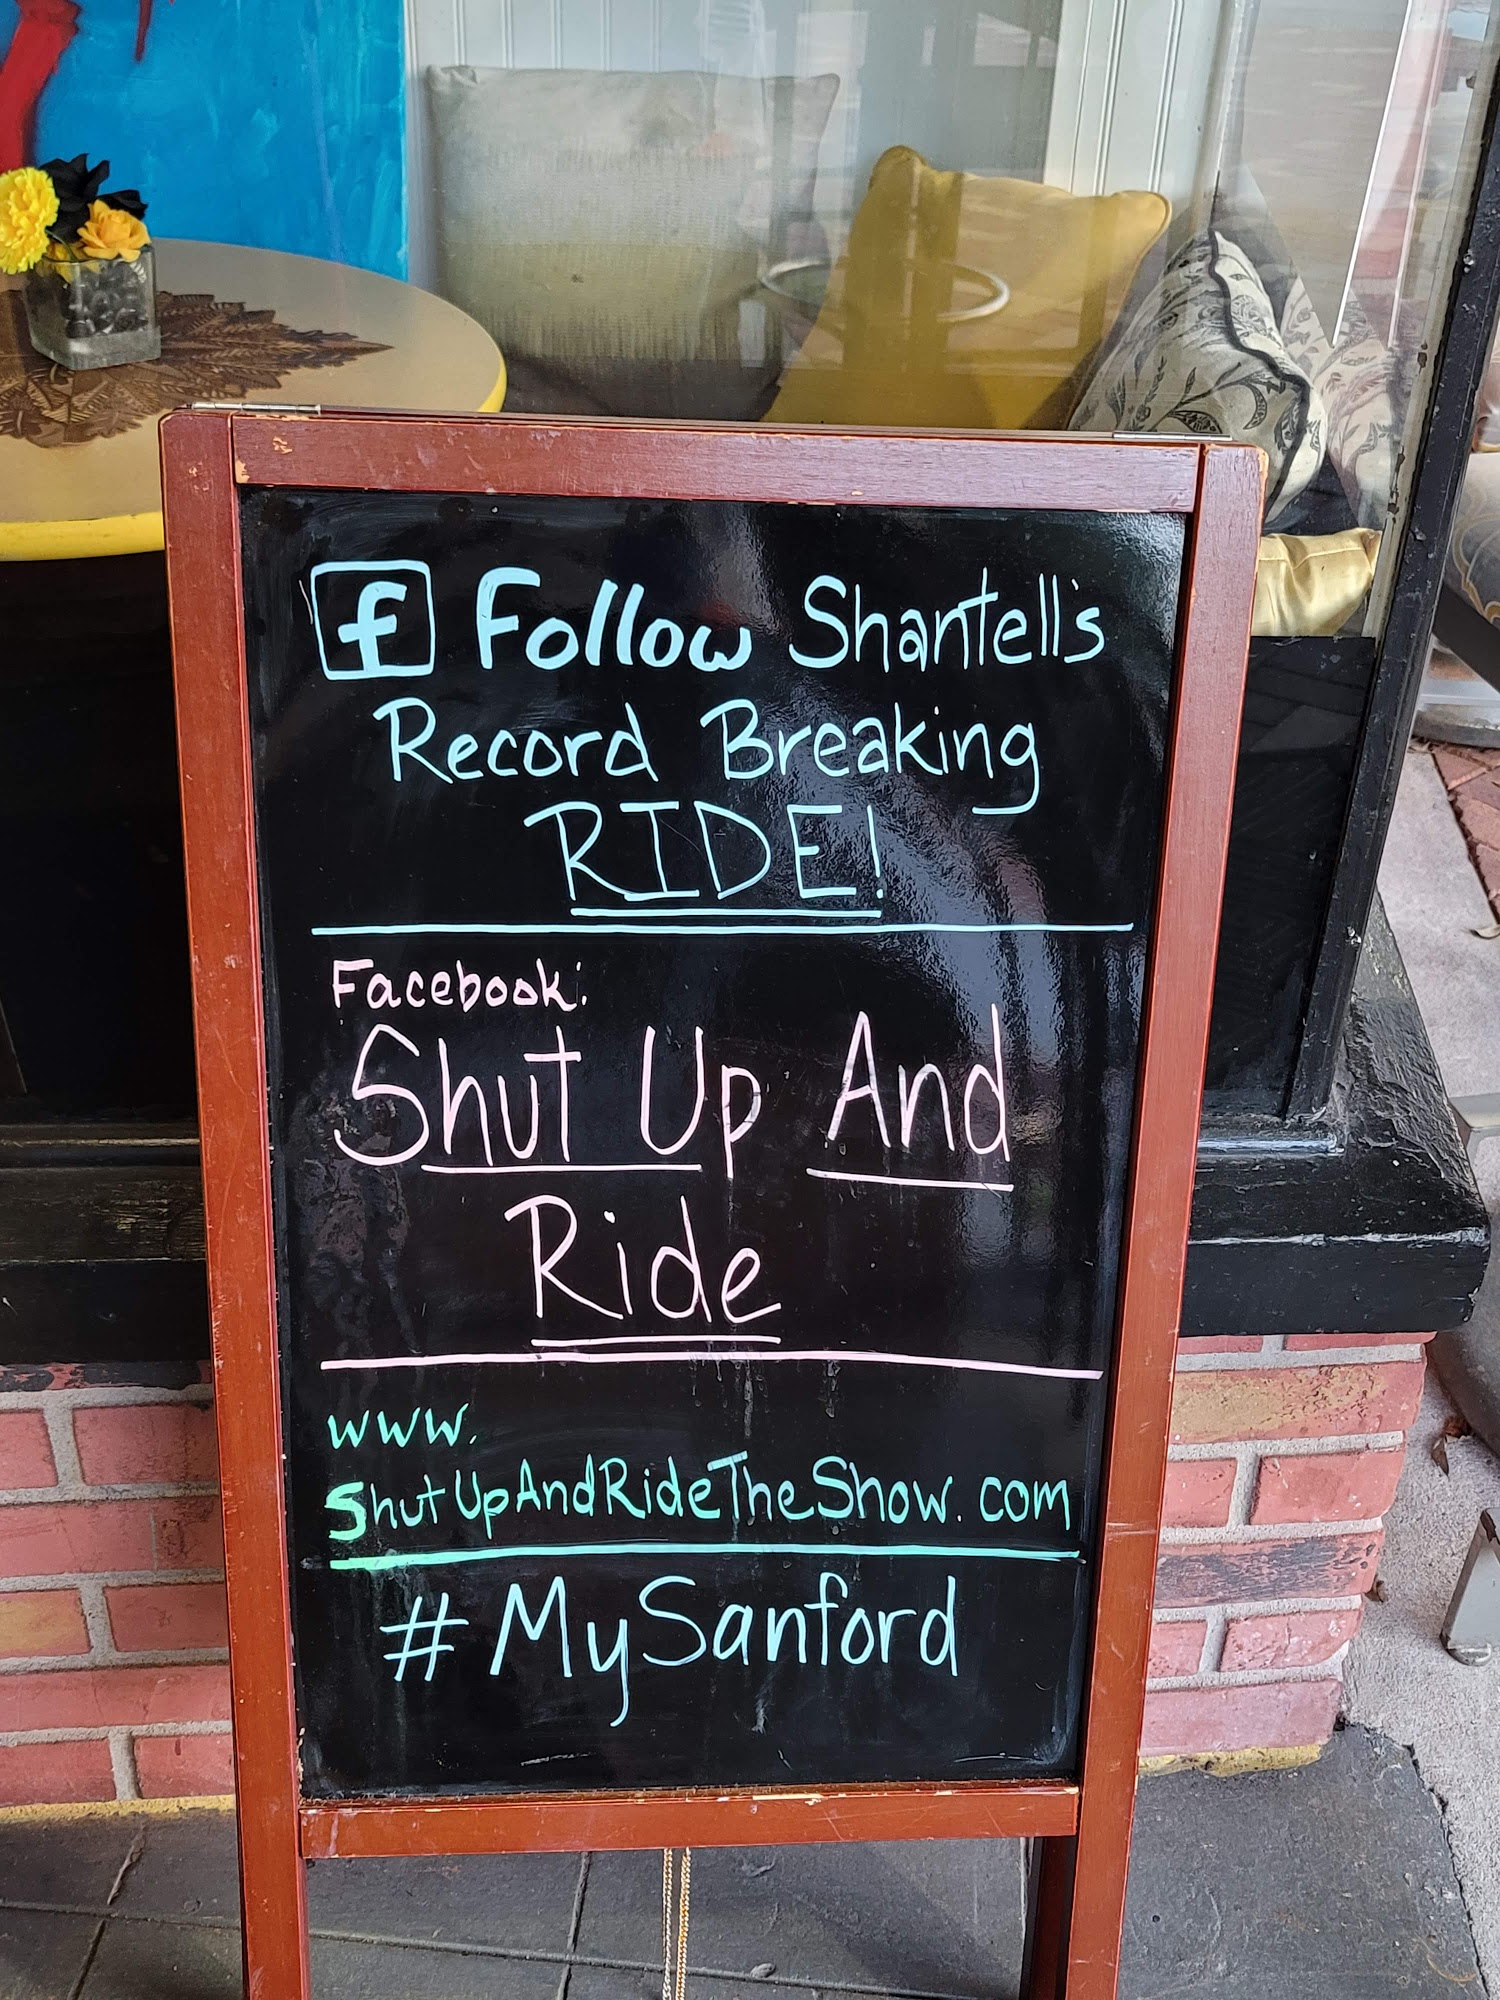 f Follow Shantell's
Record Breaking
RIDE!
Facebook:
Shut Up And
Ride
www.
ShutUpAndRideTheShow.com
#MySanford